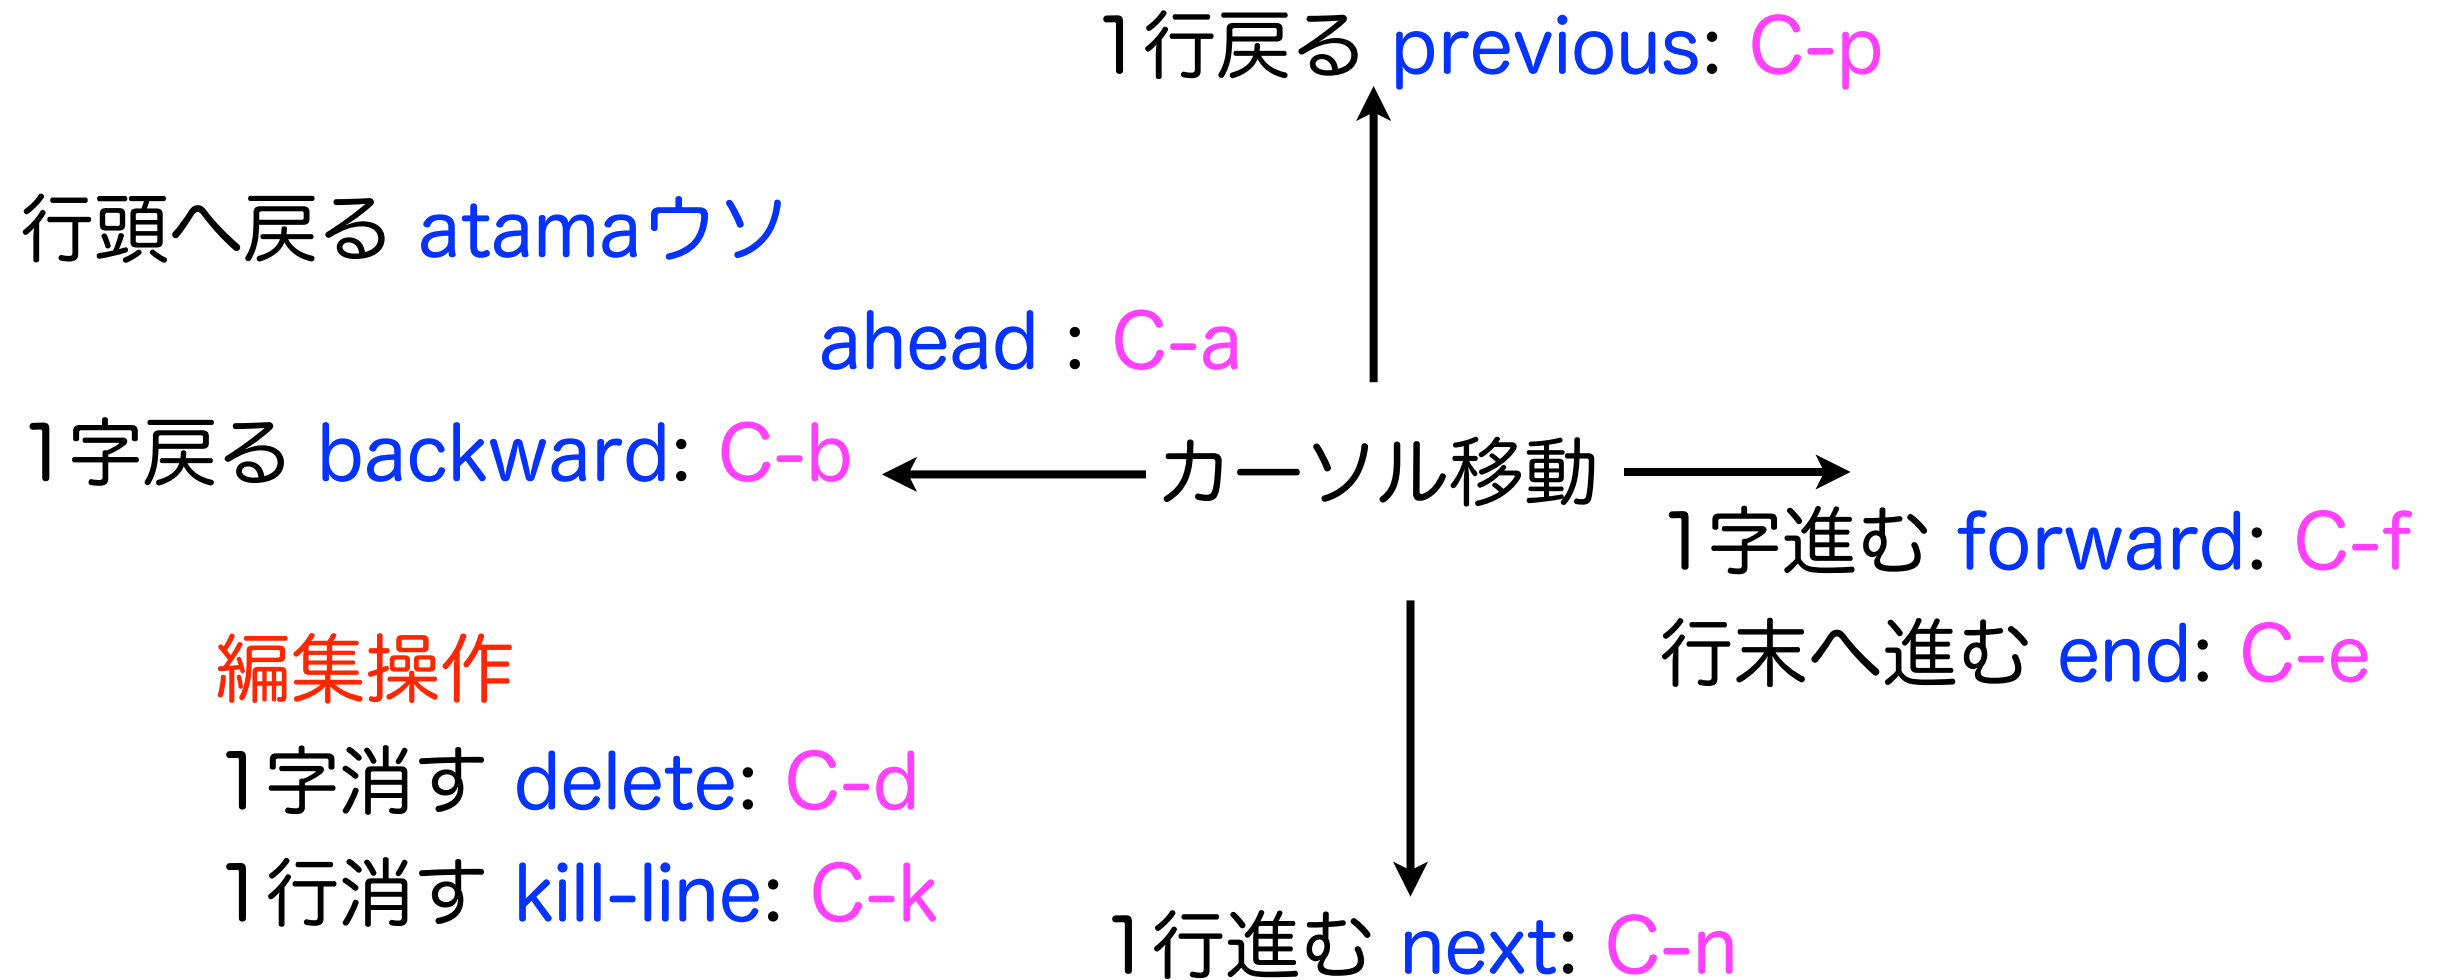 1行戻る previous: C-p
行頭へ戻る atamaウソ
ahead : C-a
1字戻る backward: C-b
カーソル移動
1字進む forward: C-f
行末へ進む end: C-e
編集操作
1字消す delete: C-d
1行消す kill-line: C-k
1行進む next: C-n